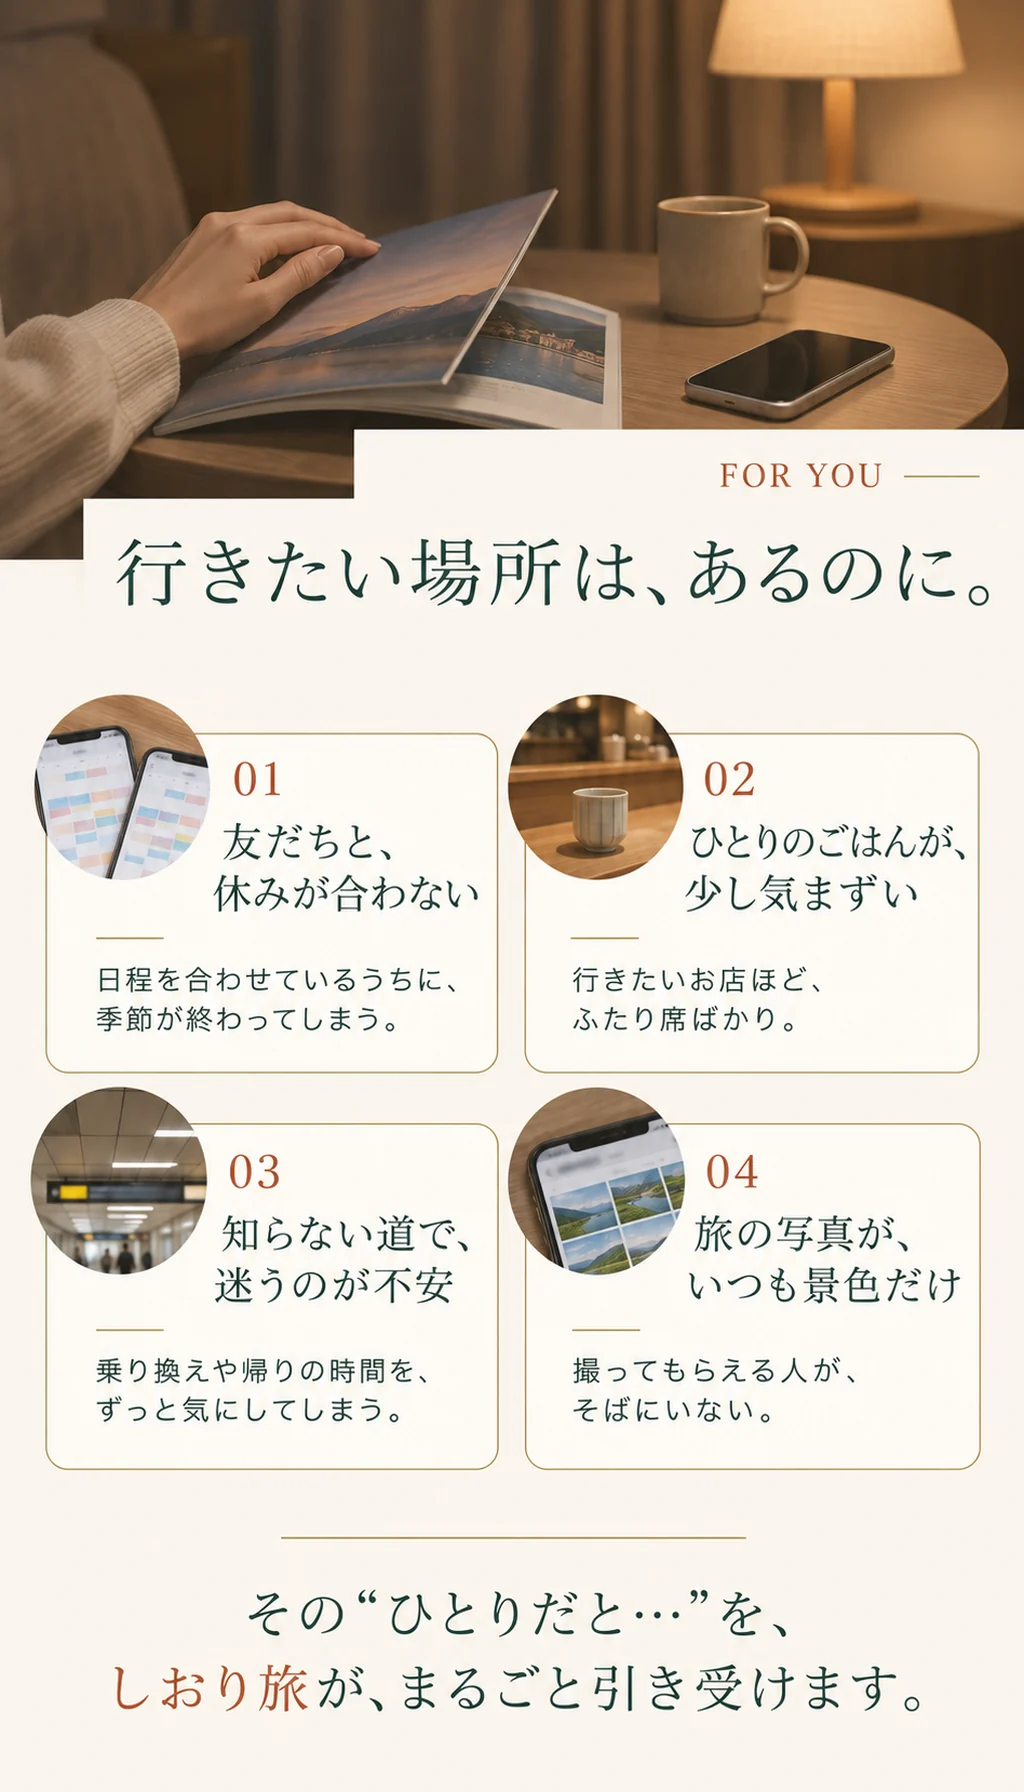 FOR YOU
行きたい場所は、あるのに。
01
友だちと、
休みが合わない
日程を合わせているうちに、
季節が終わってしまう。
02
ひとりのごはんが、
少し気まずい
行きたいお店ほど、
ふたり席ばかり。
03
知らない道で、
迷うのが不安
乗り換えや帰りの時間を、
ずっと気にしてしまう。
04
旅の写真が、
いつも景色だけ
撮ってもらえる人が、
そばにいない。
その“ひとりだと…”を、
しおり旅が、まるごと引き受けます。